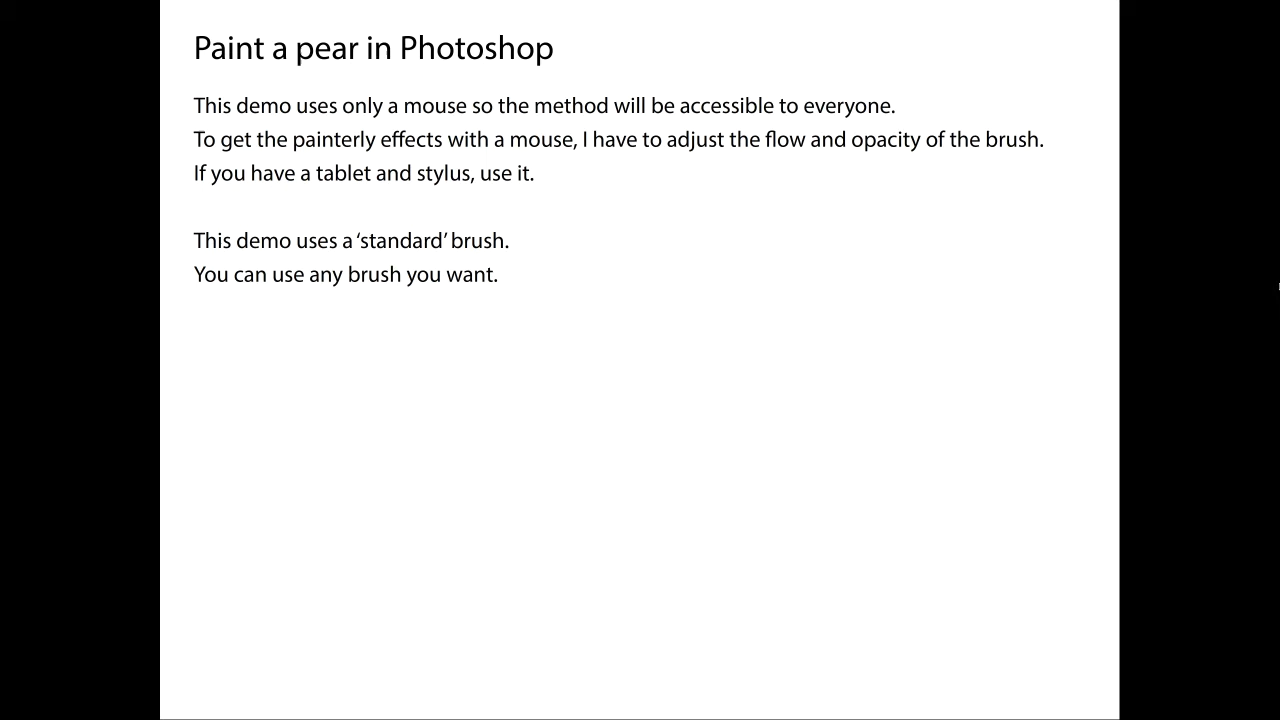 Paint a pear in Photoshop
This demo uses only a mouse so the method will be accessible to everyone.
To get the painterly effects with a mouse, I have to adjust the flow and opacity of the brush.
If you have a tablet and stylus, use it.
This demo uses a ‘standard’ brush.
You can use any brush you want.